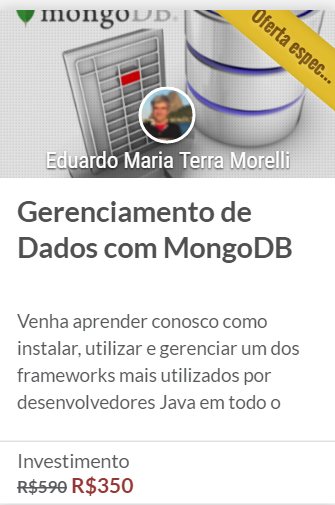 mongoDB
Oferta espec...
Eduardo Maria Terra Morelli
Gerenciamento de
Dados com MongoDB
Venha aprender conosco como
instalar, utilizar e gerenciar um dos
frameworks mais utilizados por
desenvolvedores Java em todo o
Investimento
R$590 R$350